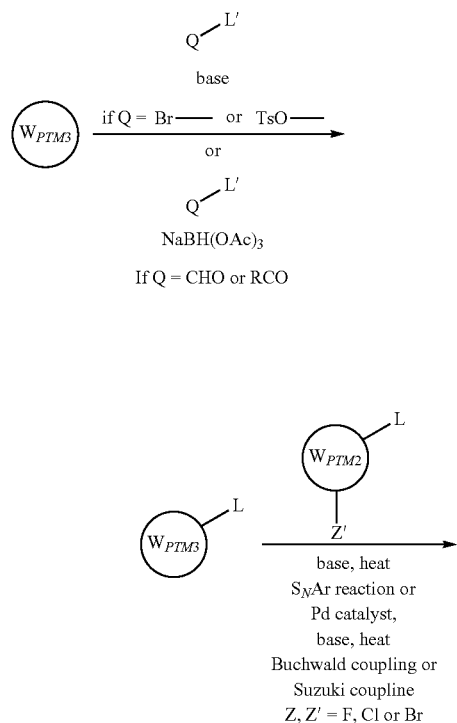 Q L′
base
W_PTM3 if Q = Br or TsO
or
Q L′
NaBH(OAc)₃
If Q = CHO or RCO
L
W_PTM2
L
W_PTM3
Z′
base, heat
S_NAr reaction or
Pd catalyst,
base, heat
Buchwald coupling or
Suzuki coupline
Z, Z′ = F, Cl or Br